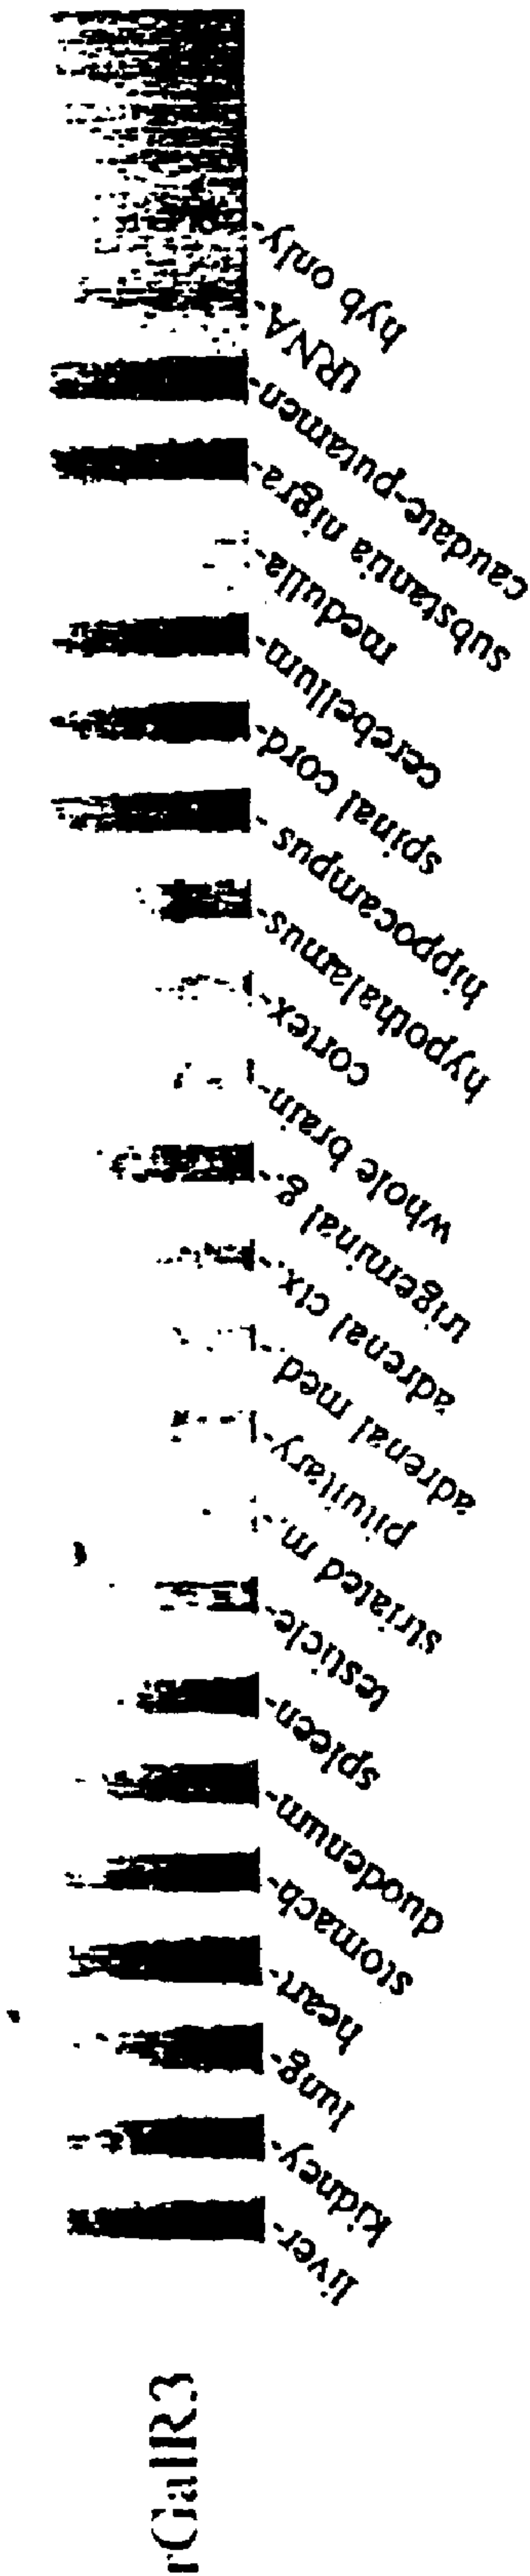 rGalR3
liver-
kidney-
lung-
heart-
stomach-
duodenum-
spleen-
testicle-
striated m.-
pituitary-
adrenal med-
adrenal ctx-
trigeminal g-
whole brain-
cortex-
hypothalamus-
hippocampus -
spinal cord-
cerebellum-
medulla-
substantia nigra-
caudate-putamen-
tRNA-
hyb only-